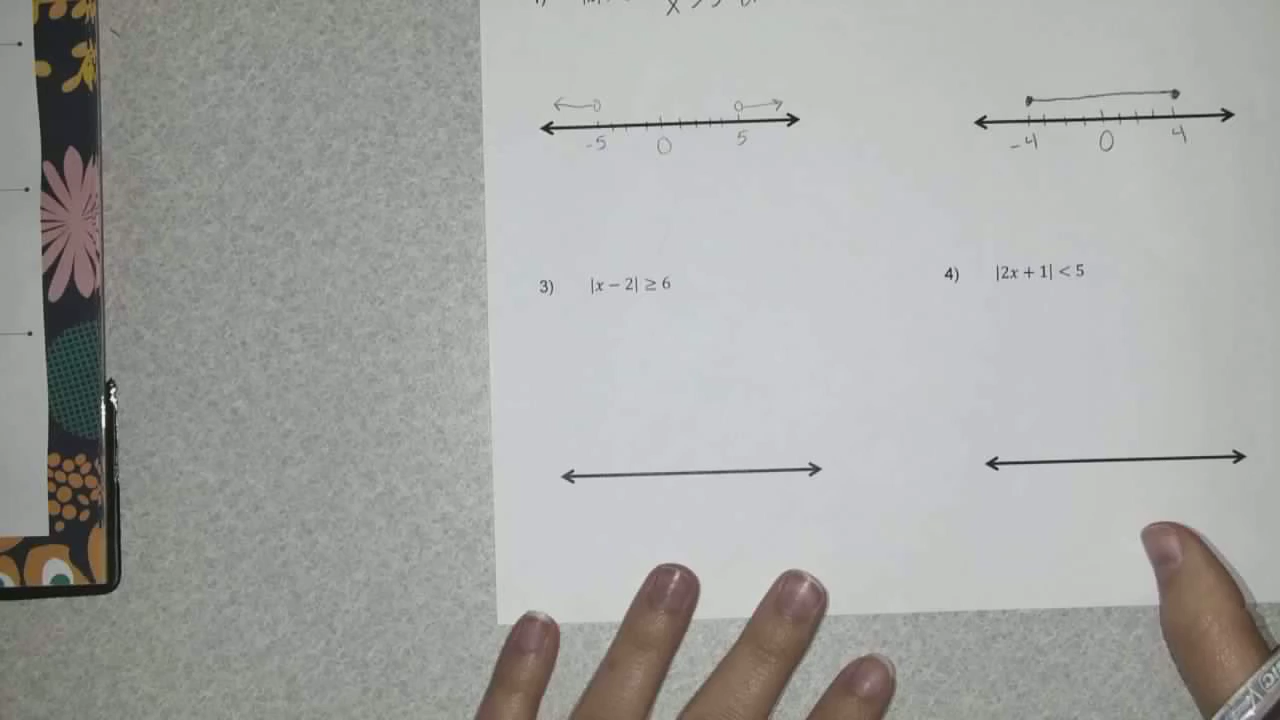 -5 0 5
-4 0 4
3) |x − 2| ≥ 6
4) |2x + 1| < 5